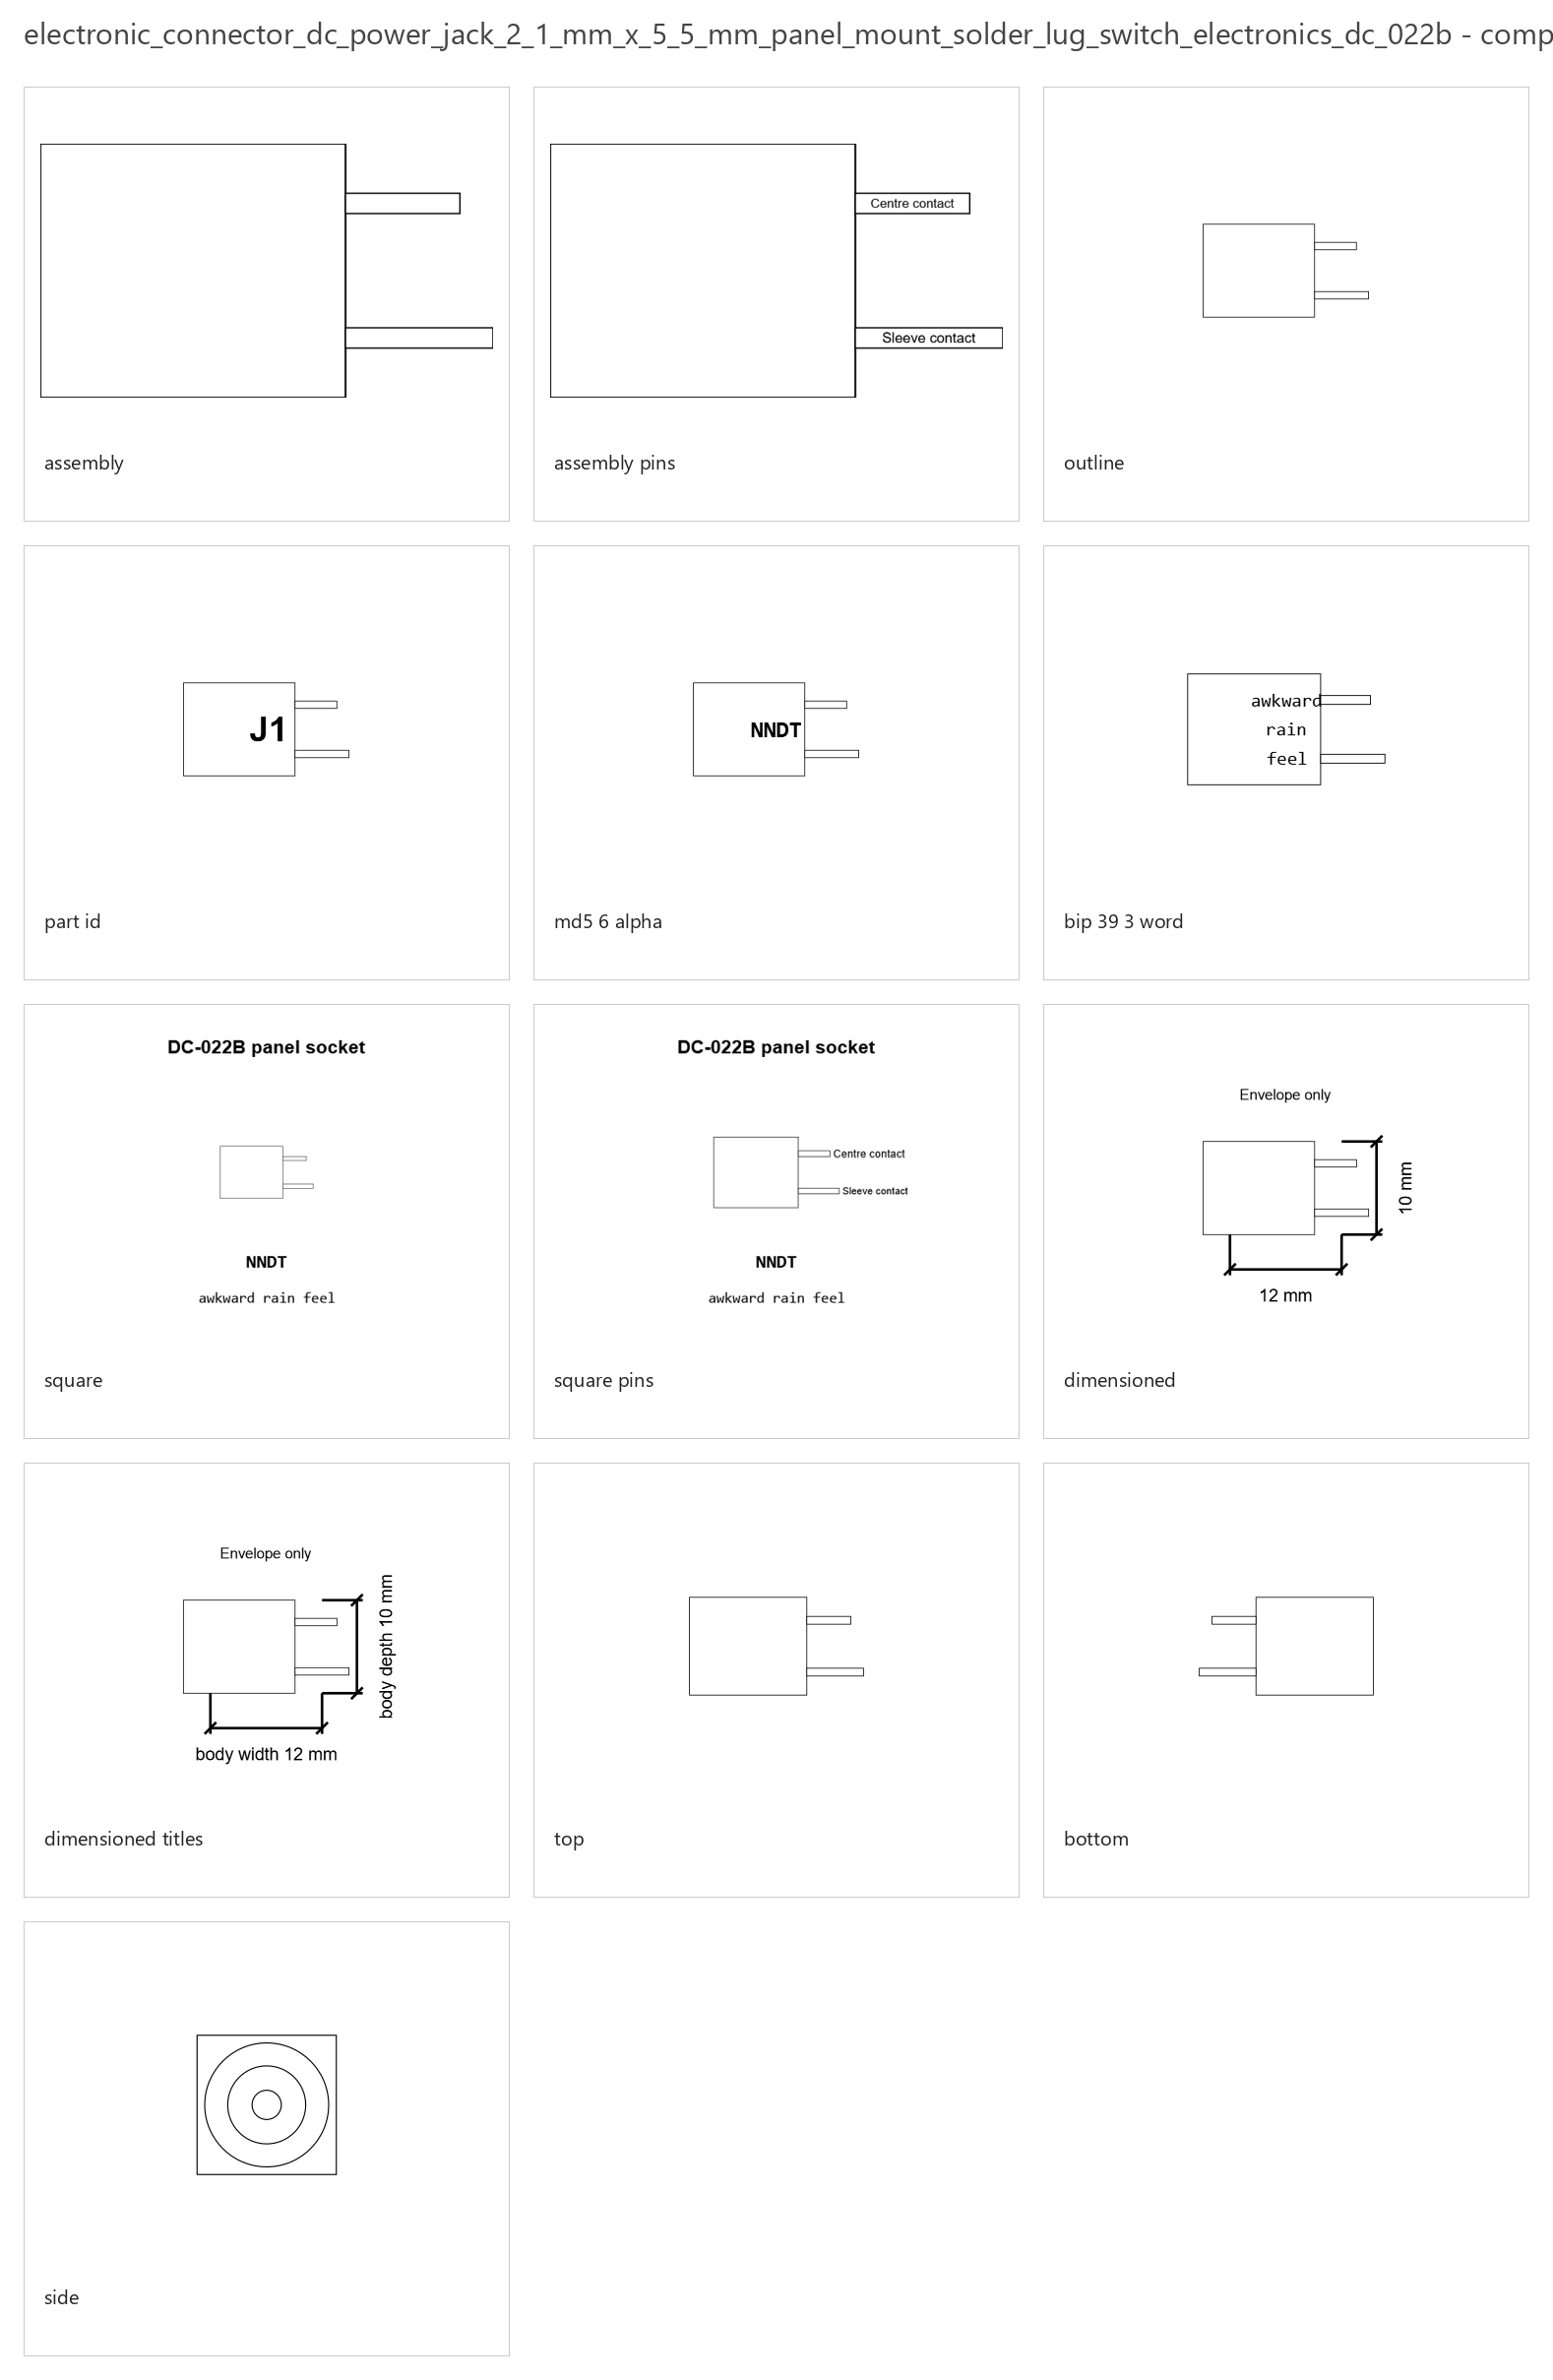 electronic_connector_dc_power_jack_2_1_mm_x_5_5_mm_panel_mount_solder_lug_switch_electronics_dc_022b - comp
Centre contact
Sleeve contact
assembly
assembly pins
outline
J1
NNDT
awkward
rain
feel
part id
md5 6 alpha
bip 39 3 word
DC-022B panel socket
NNDT
awkward rain feel
square
DC-022B panel socket
Centre contact
Sleeve contact
NNDT
awkward rain feel
square pins
Envelope only
10 mm
12 mm
dimensioned
Envelope only
body depth 10 mm
body width 12 mm
dimensioned titles
top
bottom
side